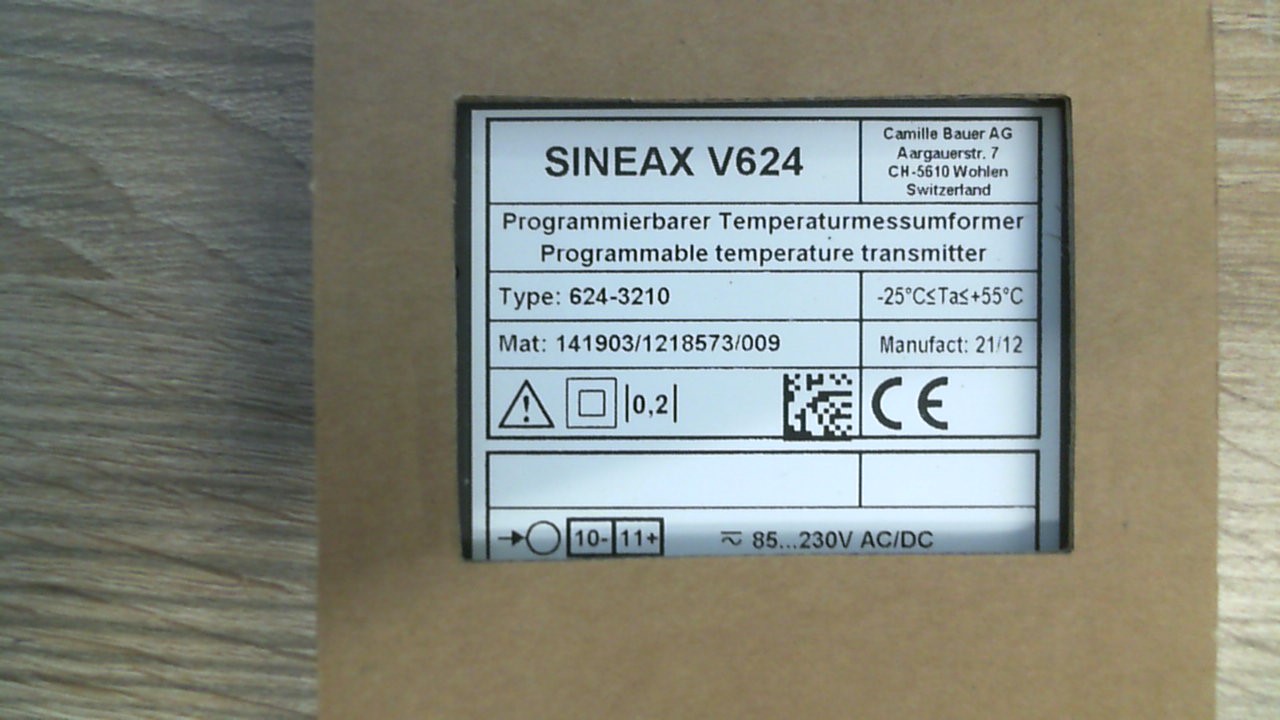 SINEAX V624
Camille Bauer AG
Aargauerstr. 7
CH-5610 Wohlen
Switzerland
Programmierbarer Temperaturmessumformer
Programmable temperature transmitter
Type: 624-3210
-25°C≤Ta≤+55°C
Mat: 141903/1218573/009
Manufact: 21/12
|0,2|
CE
10- 11+
85...230V AC/DC